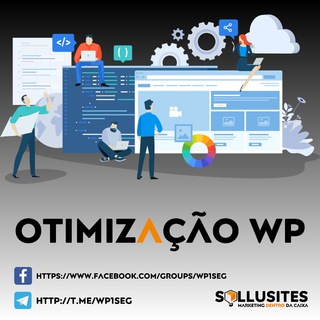 OTIMIZAÇÃO WP
HTTPS://WWW.FACEBOOK.COM/GROUPS/WP1SEG
HTTP://T.ME/WP1SEG
SOLLUSITES
MARKETING DENTRO DA CAIXA